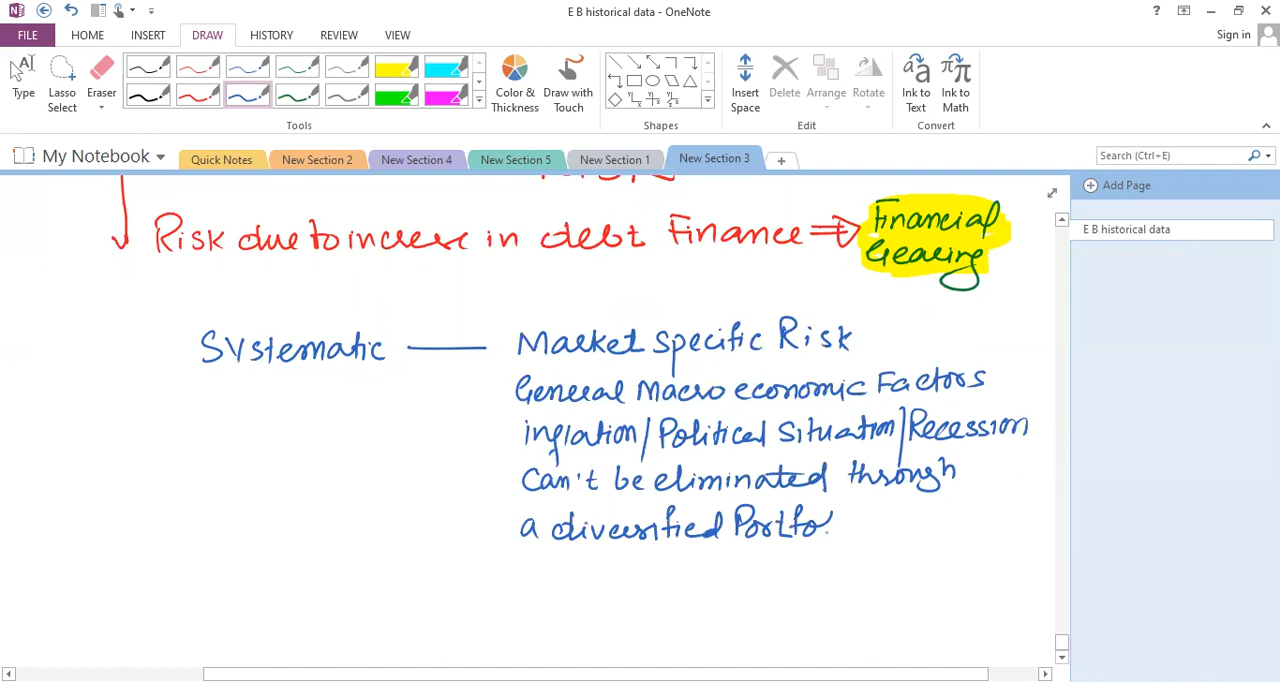 E B historical data - OneNote
?
FILE HOME INSERT DRAW HISTORY REVIEW VIEW
Sign in
Type
Lasso Select
Eraser
Color & Thickness
Draw with Touch
Insert Space
Delete
Arrange
Rotate
Ink to Text
Ink to Math
Tools
Shapes
Edit
Convert
My Notebook
Quick Notes
New Section 2
New Section 4
New Section 5
New Section 1
New Section 3
Search (Ctrl+E)
Add Page
E B historical data
Risk due to increase in debt Finance ⇒ Financial
Gearing
Systematic — Market Specific Risk
General Macro economic Factors
inflation/Political Situation/Recession
Can't be eliminated through
a diversified Portfo